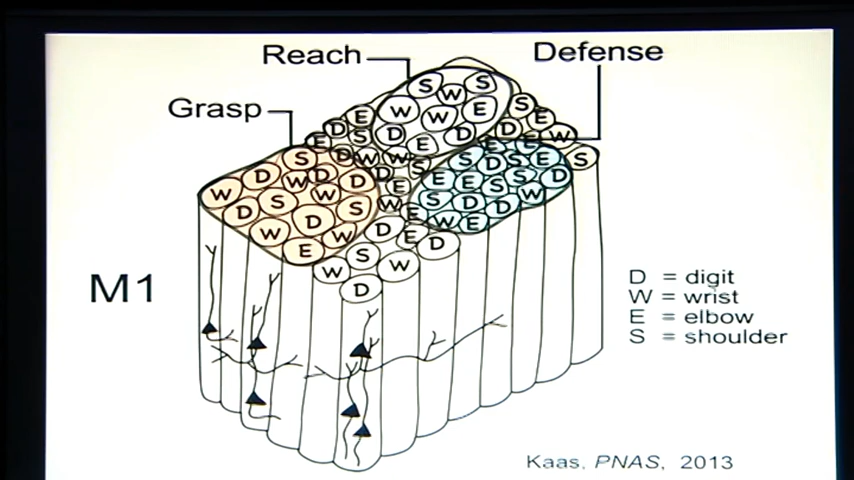 Reach
Defense
Grasp
S
S
W
W
E
W
D
D
E
S
E
W
D
S
E
D
S
E
D
W
W
S
D
E
W
E
S
D
W
D
W
D
W
D
S
S
W
D
W
E
S
D
S
E
E
E
S
S
D
S
D
D
W
W
E
D
E
D
S
W
W
D
M1
D = digit
W = wrist
E = elbow
S = shoulder
Kaas, PNAS, 2013